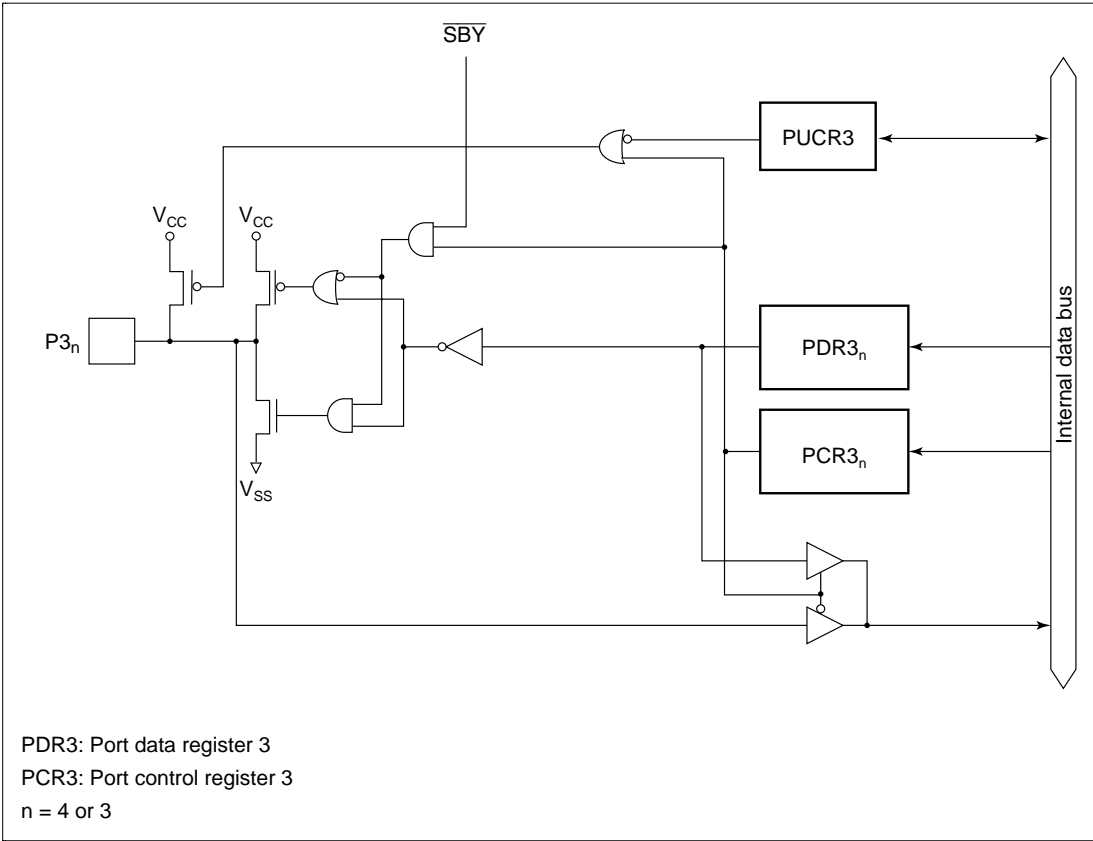 SBY
PUCR3
VCC
VCC
P3n
PDR3n
PCR3n
VSS
Internal data bus
PDR3: Port data register 3
PCR3: Port control register 3
n = 4 or 3